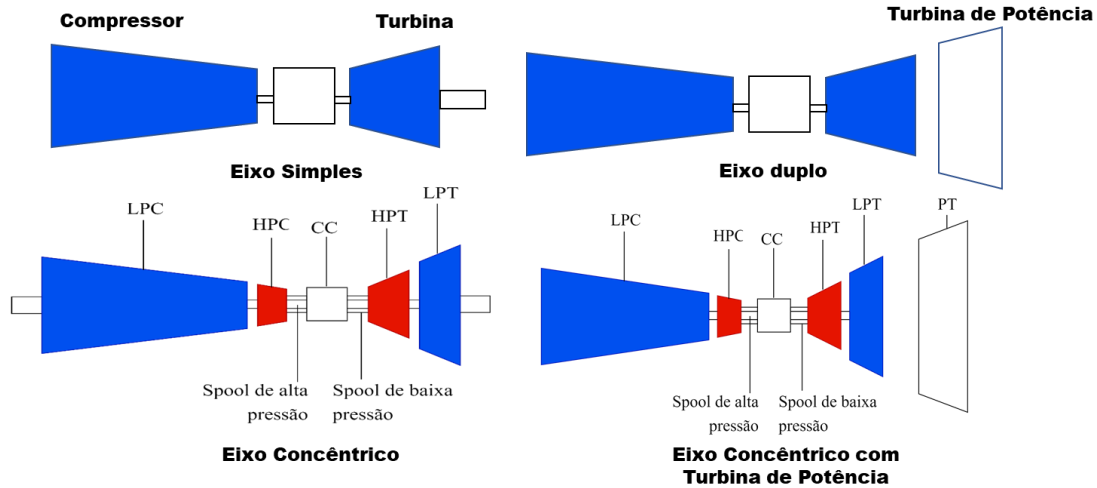 Compressor
Turbina
Eixo Simples
Turbina de Potência
Eixo duplo
LPC
HPC
CC
HPT
LPT
Spool de alta
pressão
Spool de baixa
pressão
Eixo Concêntrico
LPC
HPC
CC
HPT
LPT
PT
Spool de alta
pressão
Spool de baixa
pressão
Eixo Concêntrico com
Turbina de Potência